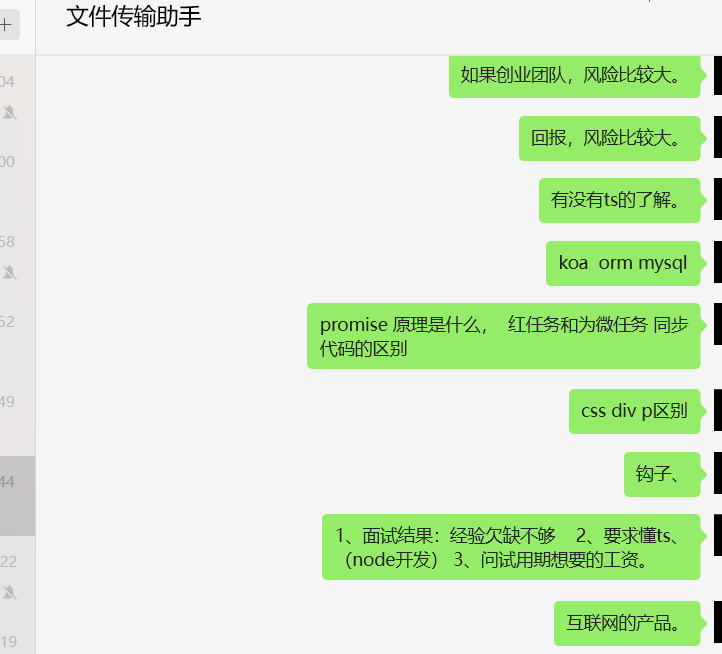 文件传输助手
04
如果创业团队，风险比较大。
回报，风险比较大。
00
有没有ts的了解。
58
koa orm mysql
52
promise 原理是什么， 红任务和为微任务 同步
代码的区别
49
css div p区别
44
钩子、
1、面试结果：经验欠缺不够 2、要求懂ts、
（node开发） 3、问试用期想要的工资。
22
互联网的产品。
19